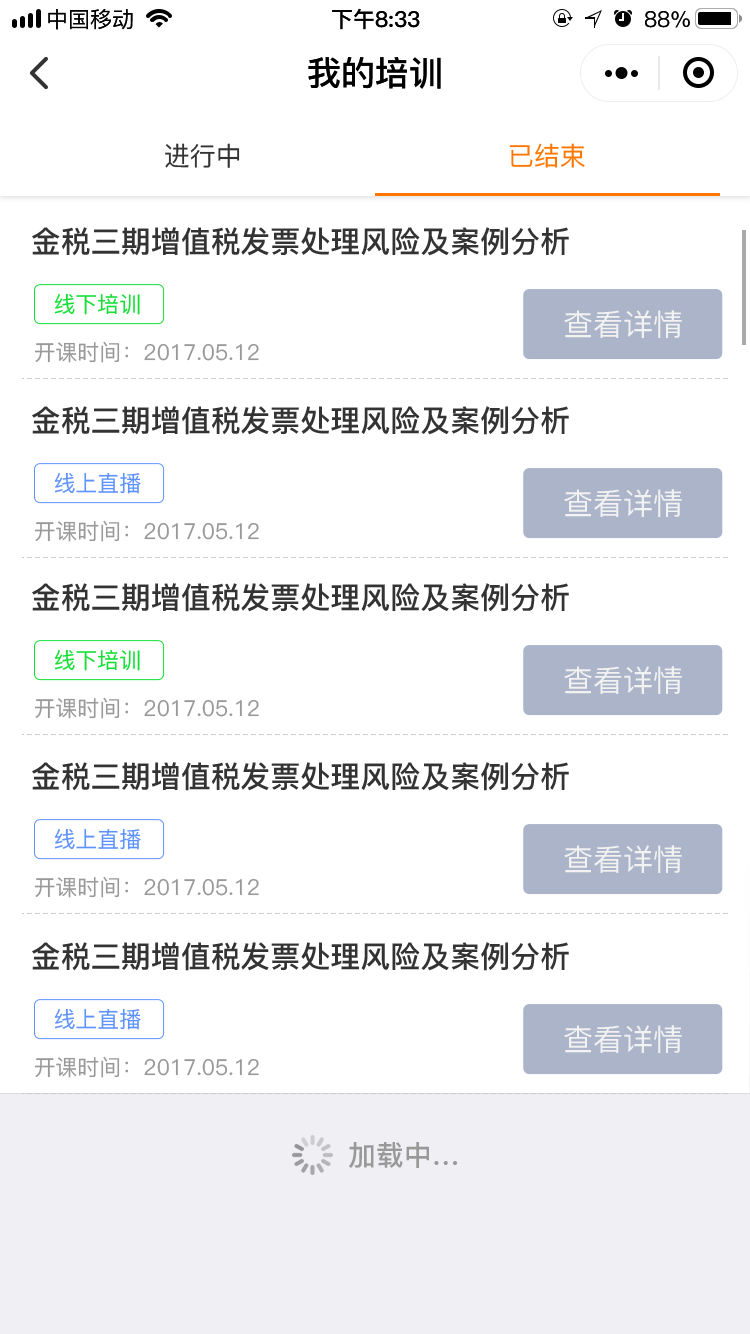 中国移动 下午8:33 88%
我的培训
进行中 已结束
金税三期增值税发票处理风险及案例分析
线下培训
查看详情
开课时间：2017.05.12
金税三期增值税发票处理风险及案例分析
线上直播
查看详情
开课时间：2017.05.12
金税三期增值税发票处理风险及案例分析
线下培训
查看详情
开课时间：2017.05.12
金税三期增值税发票处理风险及案例分析
线上直播
查看详情
开课时间：2017.05.12
金税三期增值税发票处理风险及案例分析
线上直播
查看详情
开课时间：2017.05.12
加载中...